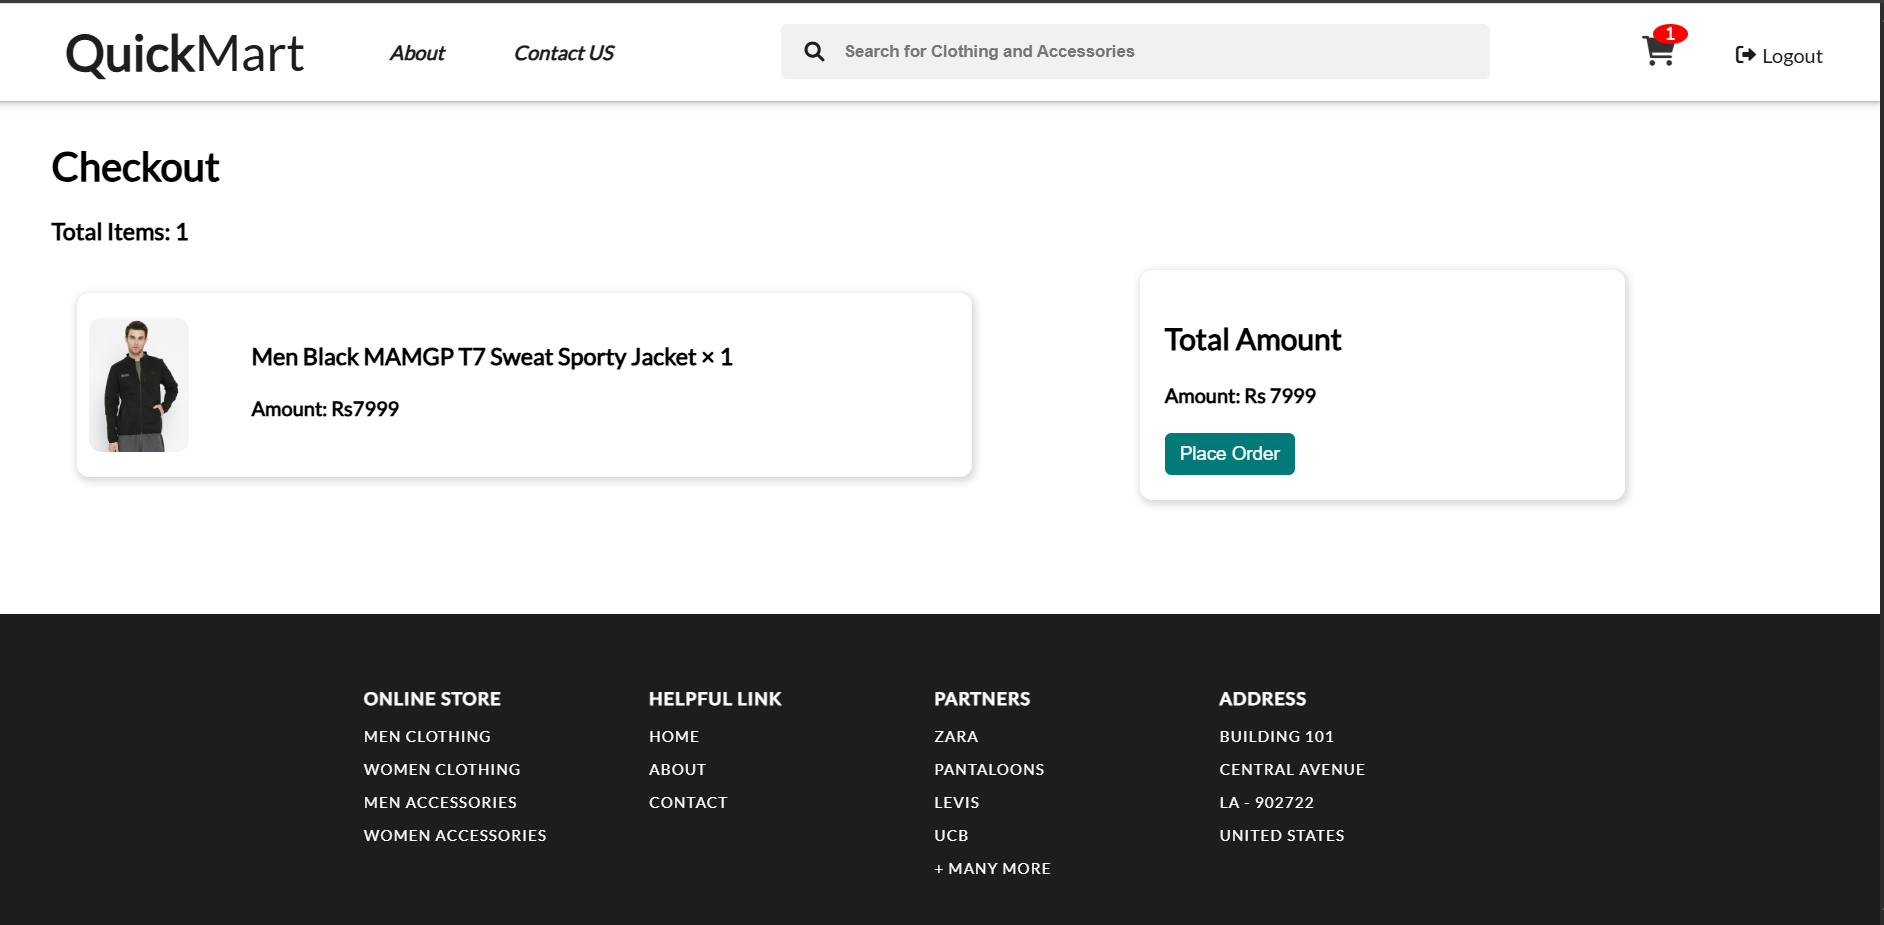 QuickMart
About
Contact US
Search for Clothing and Accessories
1
Logout
Checkout
Total Items: 1
Men Black MAMGP T7 Sweat Sporty Jacket × 1
Amount: Rs7999
Total Amount
Amount: Rs 7999
Place Order
ONLINE STORE
MEN CLOTHING
WOMEN CLOTHING
MEN ACCESSORIES
WOMEN ACCESSORIES
HELPFUL LINK
HOME
ABOUT
CONTACT
PARTNERS
ZARA
PANTALOONS
LEVIS
UCB
+ MANY MORE
ADDRESS
BUILDING 101
CENTRAL AVENUE
LA - 902722
UNITED STATES